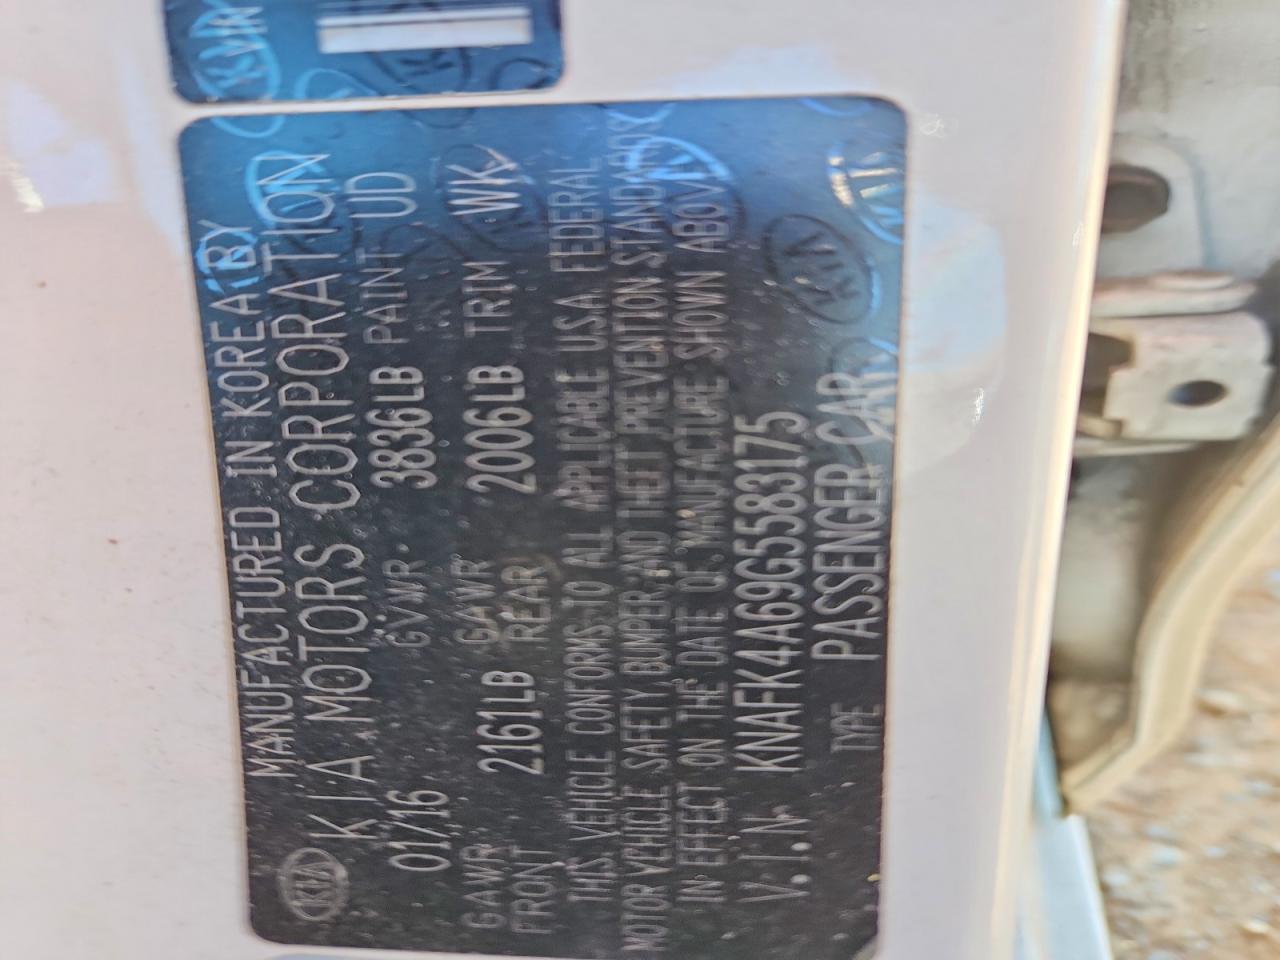 MANUFACTURED IN KOREA BY
KIA KIA MOTORS CORPORATION
01/16 GVWR. 3836LB PAINT UD
GAWR FRONT 2161LB GAWR REAR 2006LB TRIM WK
THIS VEHICLE CONFORMS TO ALL APPLICABLE U.S.A. FEDERAL
MOTOR VEHICLE SAFETY BUMPER,AND THEFT PREVENTION STANDARDS
IN EFFECT ON THE DATE OF MANUFACTURE SHOWN ABOVE
V.I.N. KNAFK4A69G5583175
TYPE PASSENGER CAR